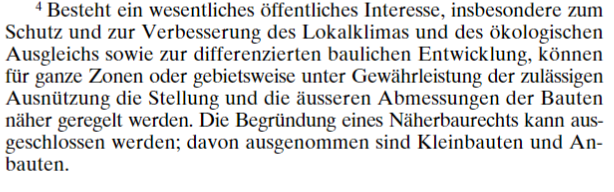 ⁴ Besteht ein wesentliches öffentliches Interesse, insbesondere zum
Schutz und zur Verbesserung des Lokalklimas und des ökologischen
Ausgleichs sowie zur differenzierten baulichen Entwicklung, können
für ganze Zonen oder gebietsweise unter Gewährleistung der zulässigen
Ausnützung die Stellung und die äusseren Abmessungen der Bauten
näher geregelt werden. Die Begründung eines Näherbaurechts kann aus-
geschlossen werden; davon ausgenommen sind Kleinbauten und An-
bauten.